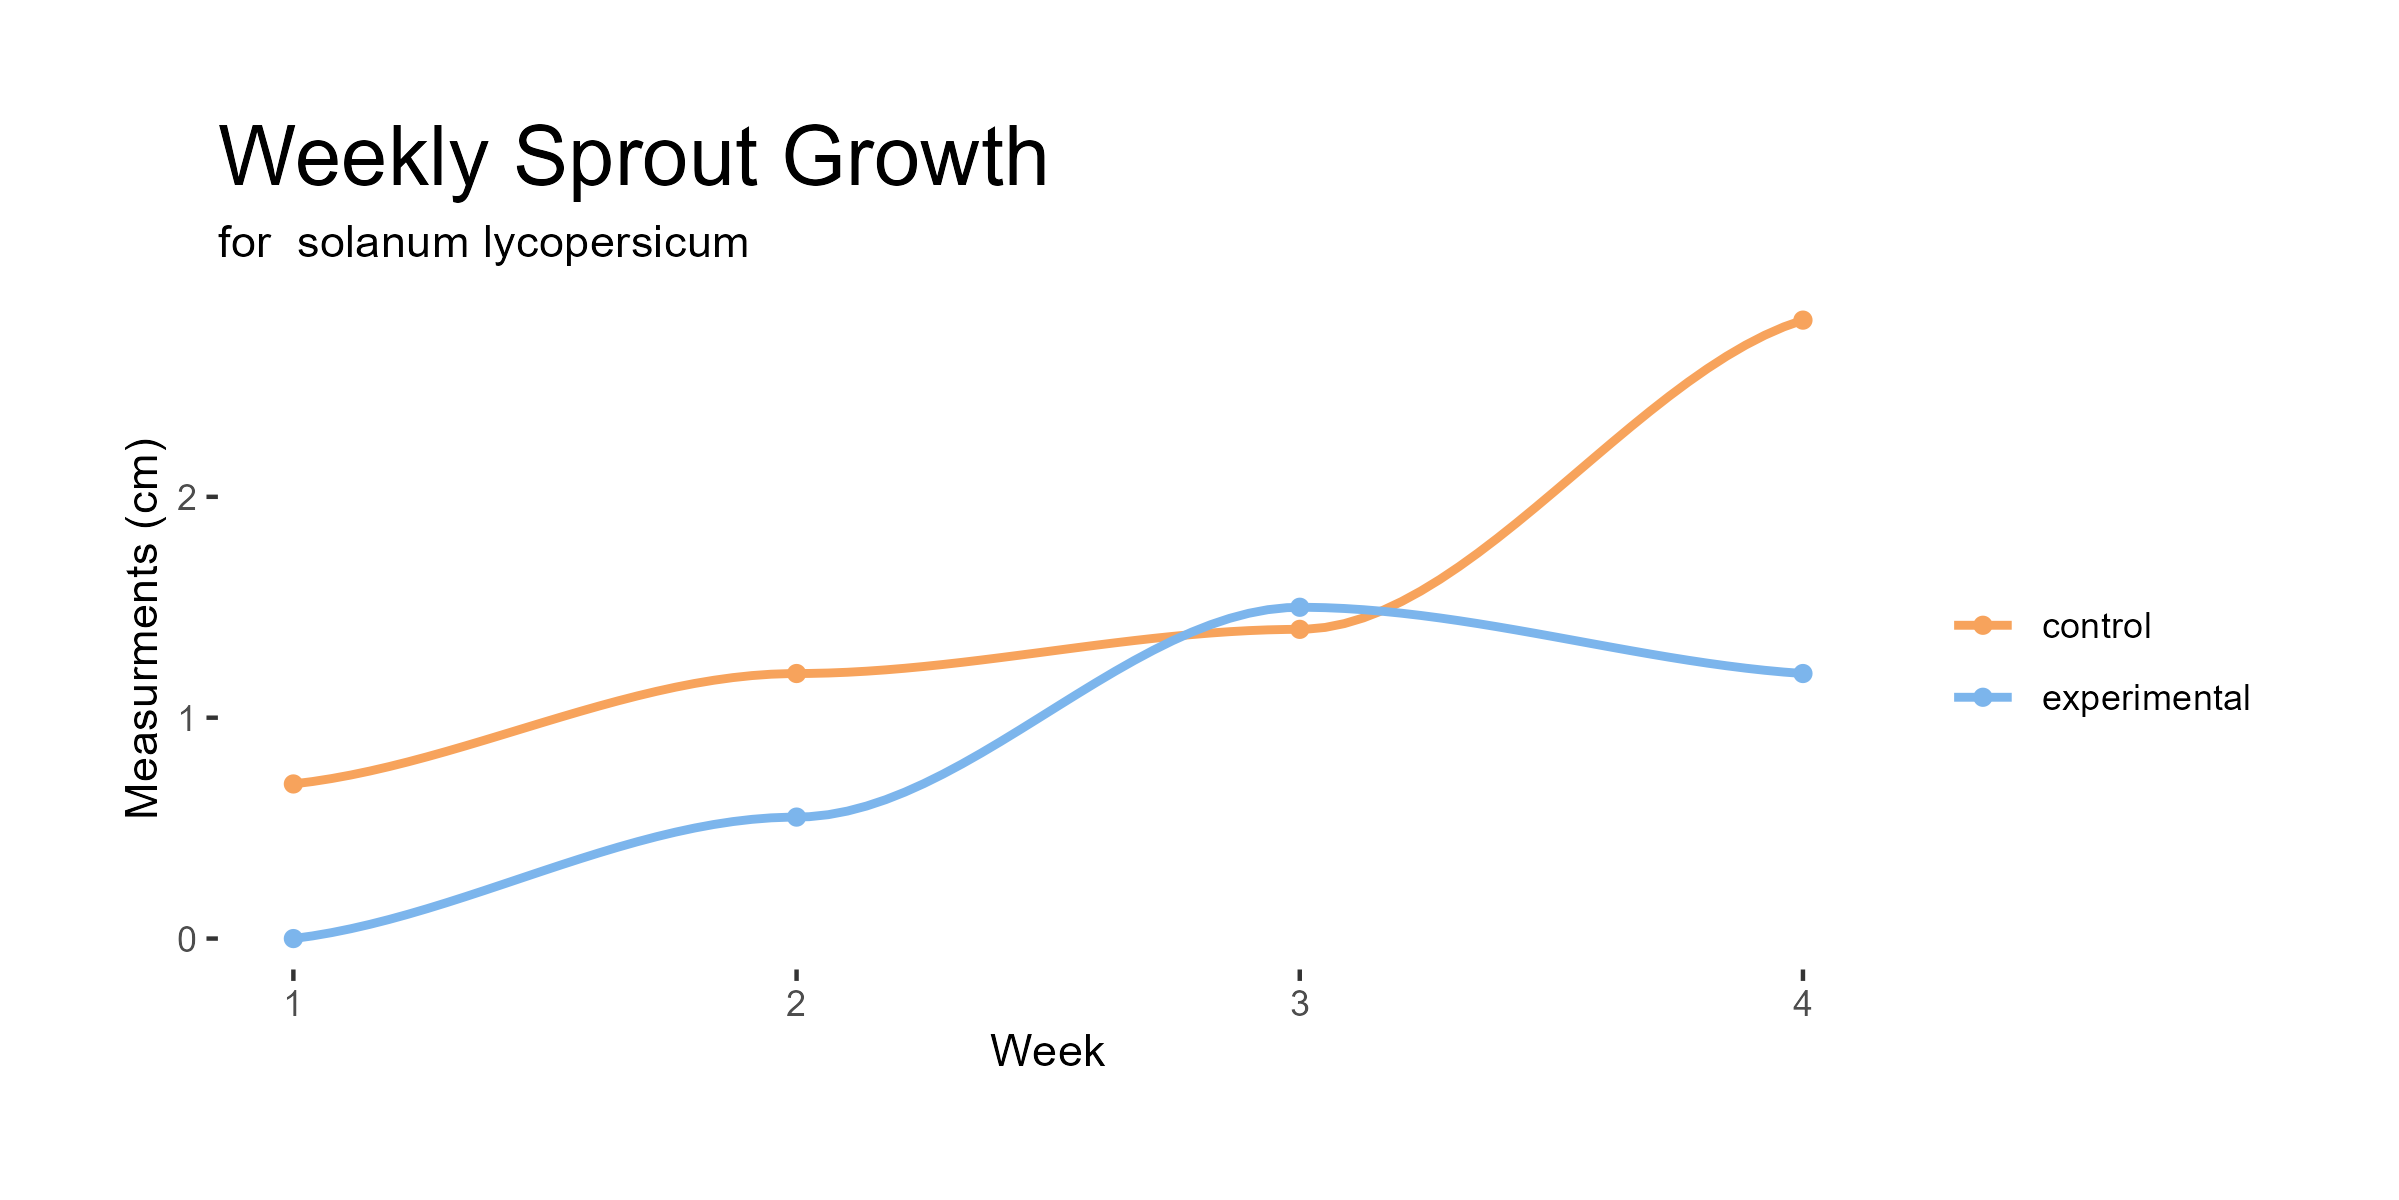 Weekly Sprout Growth
for  solanum lycopersicum
Measurments (cm)
2
1
0
1 2 3 4
Week
control
experimental